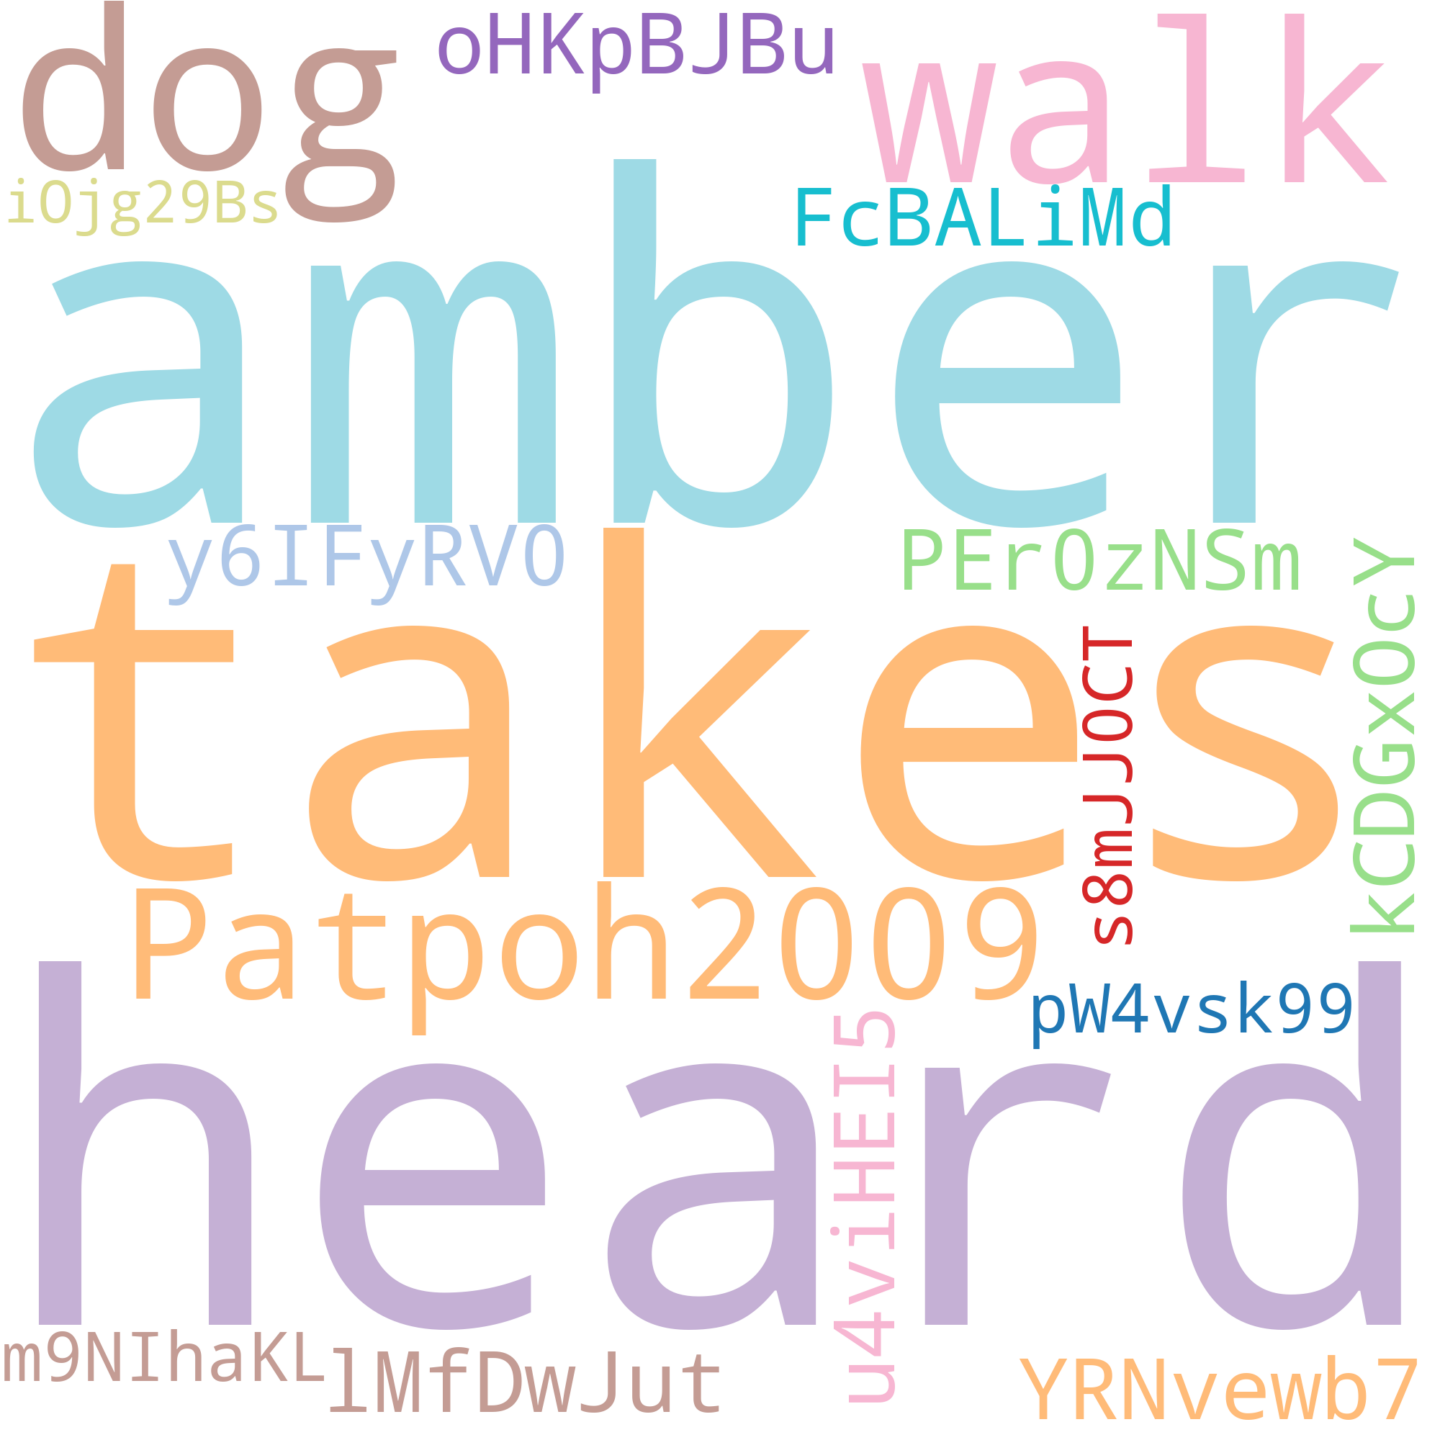 dog
oHKpBJBu
walk
iOjg29Bs
FcBALiMd
amber
y6IFyRVO
PErOzNSm
takes
s8mJJOCT
kCDGxOcY
Patpoh2009
pW4vsk99
heard
u4viHEI5
m9NIhaKL
lMfDwJut
YRNvewb7